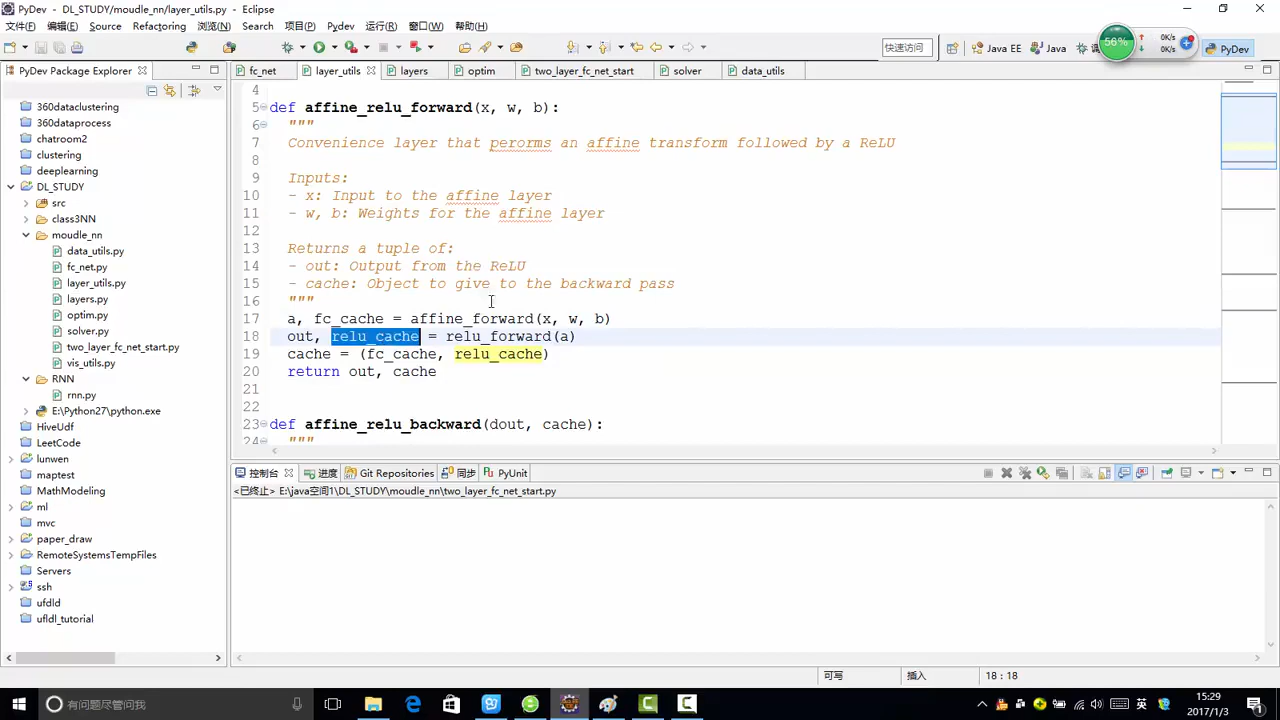 PyDev - DL_STUDY/moudle_nn/layer_utils.py - Eclipse
文件(F) 编辑(E) Source Refactoring 浏览(N) Search 项目(P) Pydev 运行(R) 窗口(W) 帮助(H)
快速访问 Java EE Java PyDev
56% 0K/s 0K/s
PyDev Package Explorer
fc_net layer_utils layers optim two_layer_fc_net_start solver data_utils
360dataclustering
360dataprocess
chatroom2
clustering
deeplearning
DL_STUDY
src
class3NN
moudle_nn
data_utils.py
fc_net.py
layer_utils.py
layers.py
optim.py
solver.py
two_layer_fc_net_start.py
vis_utils.py
RNN
rnn.py
E:\Python27\python.exe
HiveUdf
LeetCode
lunwen
maptest
MathModeling
ml
mvc
paper_draw
RemoteSystemsTempFiles
Servers
ssh
ufdld
ufldl_tutorial
4
5 def affine_relu_forward(x, w, b):
6 """
7 Convenience layer that perorms an affine transform followed by a ReLU
8
9 Inputs:
10 - x: Input to the affine layer
11 - w, b: Weights for the affine layer
12
13 Returns a tuple of:
14 - out: Output from the ReLU
15 - cache: Object to give to the backward pass
16 """
17 a, fc_cache = affine_forward(x, w, b)
18 out, relu_cache = relu_forward(a)
19 cache = (fc_cache, relu_cache)
20 return out, cache
21
22
23 def affine_relu_backward(dout, cache):
24 """
控制台 进度 Git Repositories 同步 PyUnit
<已终止> E:\java空间1\DL_STUDY\moudle_nn\two_layer_fc_net_start.py
可写 插入 18 : 18
有问题尽管问我
英
15:29
2017/1/3